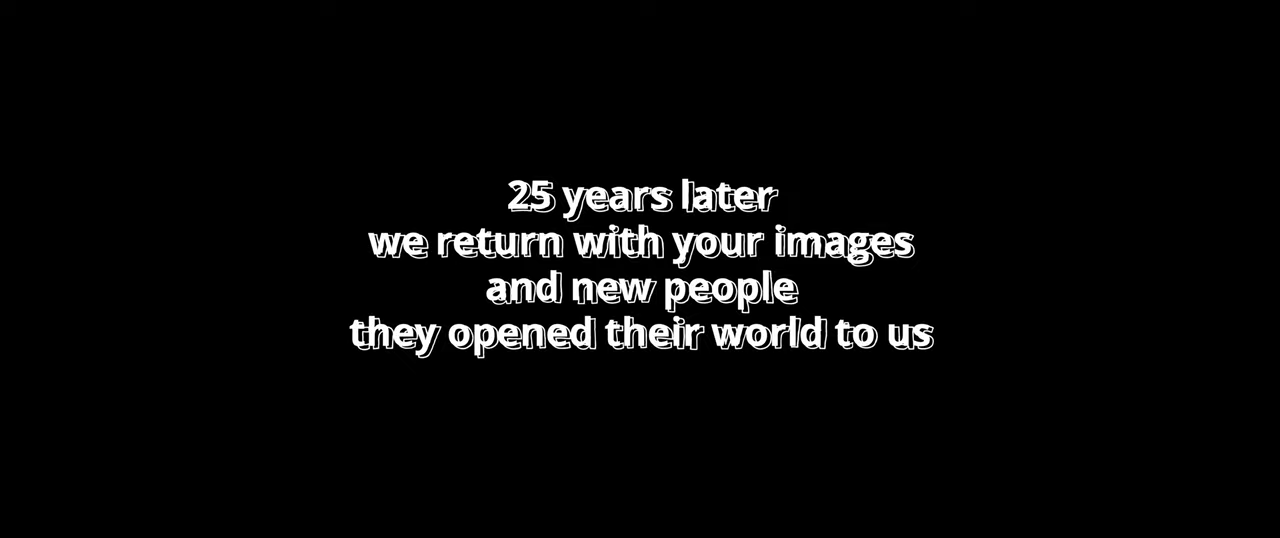 25 years later
we return with your images
and new people
they opened their world to us